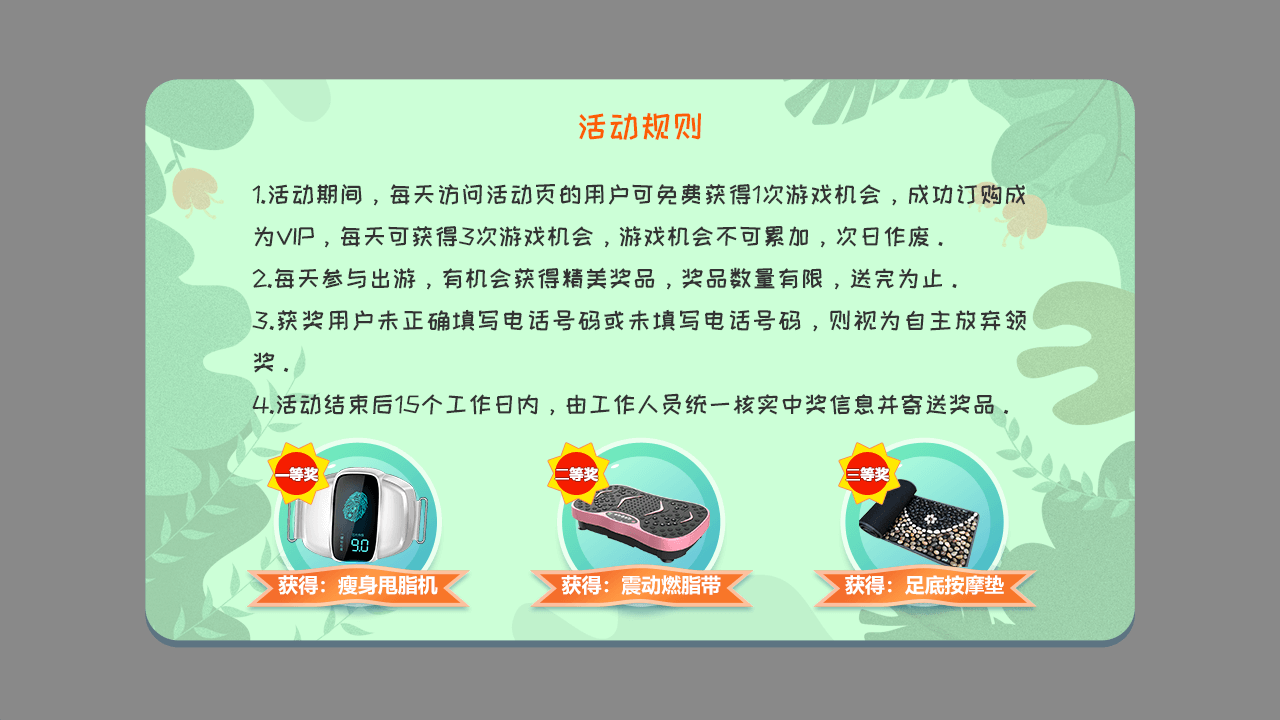 活动规则
1.活动期间，每天访问活动页的用户可免费获得1次游戏机会，成功订购成
为VIP，每天可获得3次游戏机会，游戏机会不可累加，次日作废．
2.每天参与出游，有机会获得精美奖品，奖品数量有限，送完为止．
3.获奖用户未正确填写电话号码或未填写电话号码，则视为自主放弃领
奖．
4.活动结束后15个工作日内，由工作人员统一核实中奖信息并寄送奖品．
一等奖
二等奖
三等奖
9.0
获得：瘦身甩脂机
获得：震动燃脂带
获得：足底按摩垫